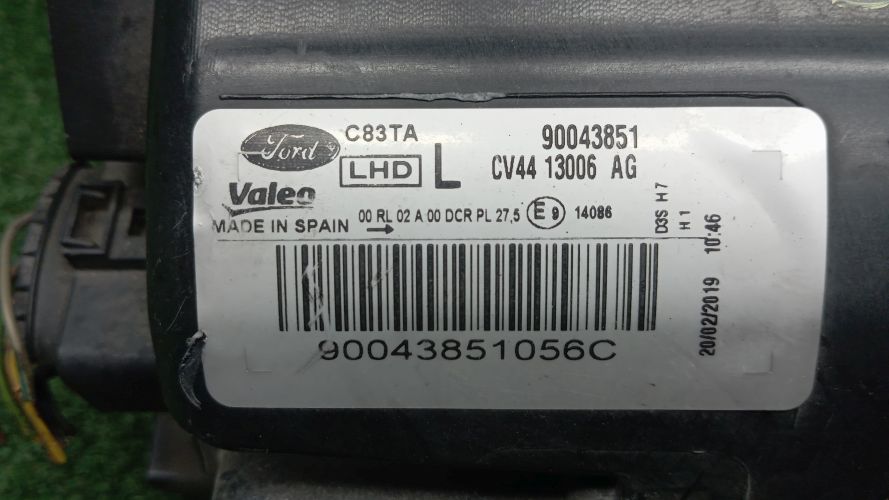 Ford
C83TA
90043851
LHD L
CV44 13006 AG
Valeo
MADE IN SPAIN
00 RL 02 A 00 DCR PL 27,5 E9 14086
→
D3S H7
H1
20/02/2019 10:46
90043851056C